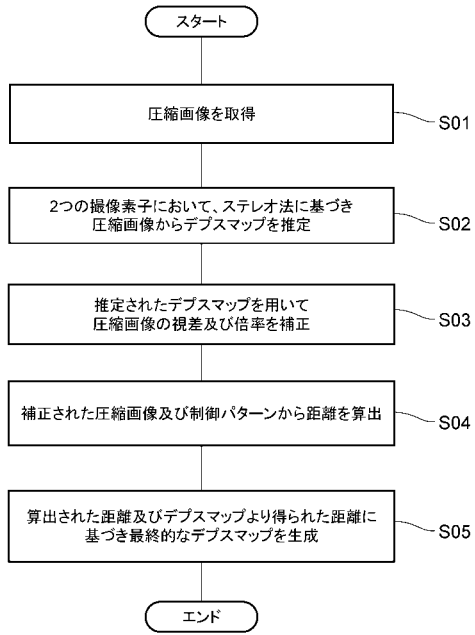 スタート
圧縮画像を取得
S01
2つの撮像素子において、ステレオ法に基づき
圧縮画像からデプスマップを推定
S02
推定されたデプスマップを用いて
圧縮画像の視差及び倍率を補正
S03
補正された圧縮画像及び制御パターンから距離を算出
S04
算出された距離及びデプスマップより得られた距離に
基づき最終的なデプスマップを生成
S05
エンド